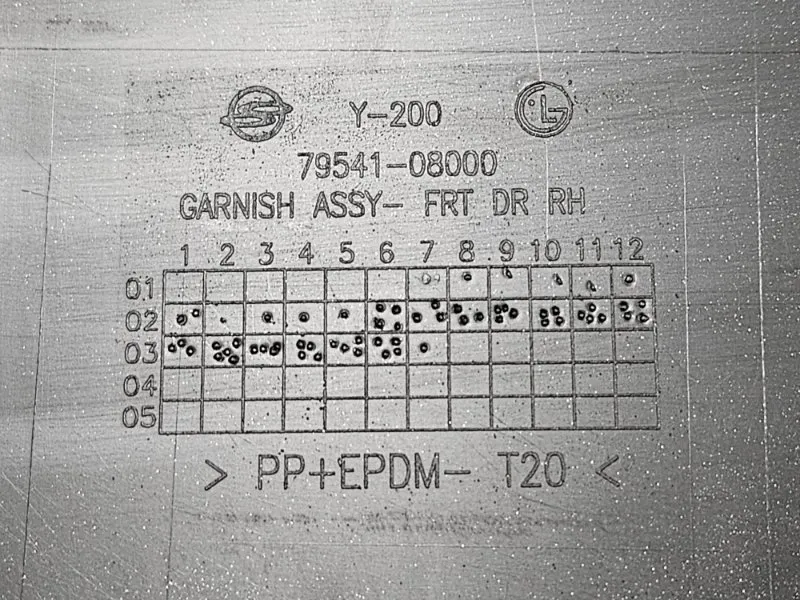 Y-200 LG
79541-08000
GARNISH ASSY- FRT DR RH
1 2 3 4 5 6 7 8 9 10 11 12
01
02
03
04
05
> PP+EPDM- T20 <